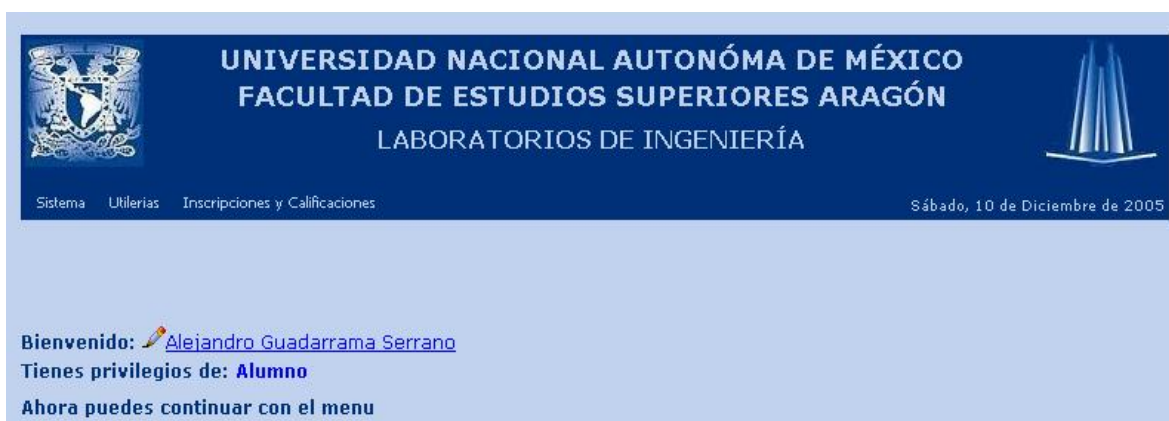 UNIVERSIDAD NACIONAL AUTONÓMA DE MÉXICO
FACULTAD DE ESTUDIOS SUPERIORES ARAGÓN
LABORATORIOS DE INGENIERÍA
Sistema Utilerias Inscripciones y Calificaciones Sábado, 10 de Diciembre de 2005
Bienvenido: Alejandro Guadarrama Serrano
Tienes privilegios de: Alumno
Ahora puedes continuar con el menu